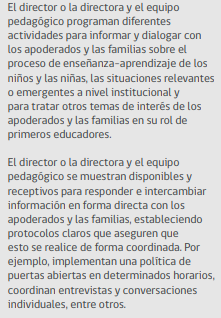 El director o la directora y el equipo
pedagógico programan diferentes
actividades para informar y dialogar con
los apoderados y las familias sobre el
proceso de enseñanza-aprendizaje de los
niños y las niñas, las situaciones relevantes
o emergentes a nivel institucional y
para tratar otros temas de interés de los
apoderados y las familias en su rol de
primeros educadores.

El director o la directora y el equipo
pedagógico se muestran disponibles y
receptivos para responder e intercambiar
información en forma directa con los
apoderados y las familias, estableciendo
protocolos claros que aseguren que
esto se realice de forma coordinada. Por
ejemplo, implementan una política de
puertas abiertas en determinados horarios,
coordinan entrevistas y conversaciones
individuales, entre otros.